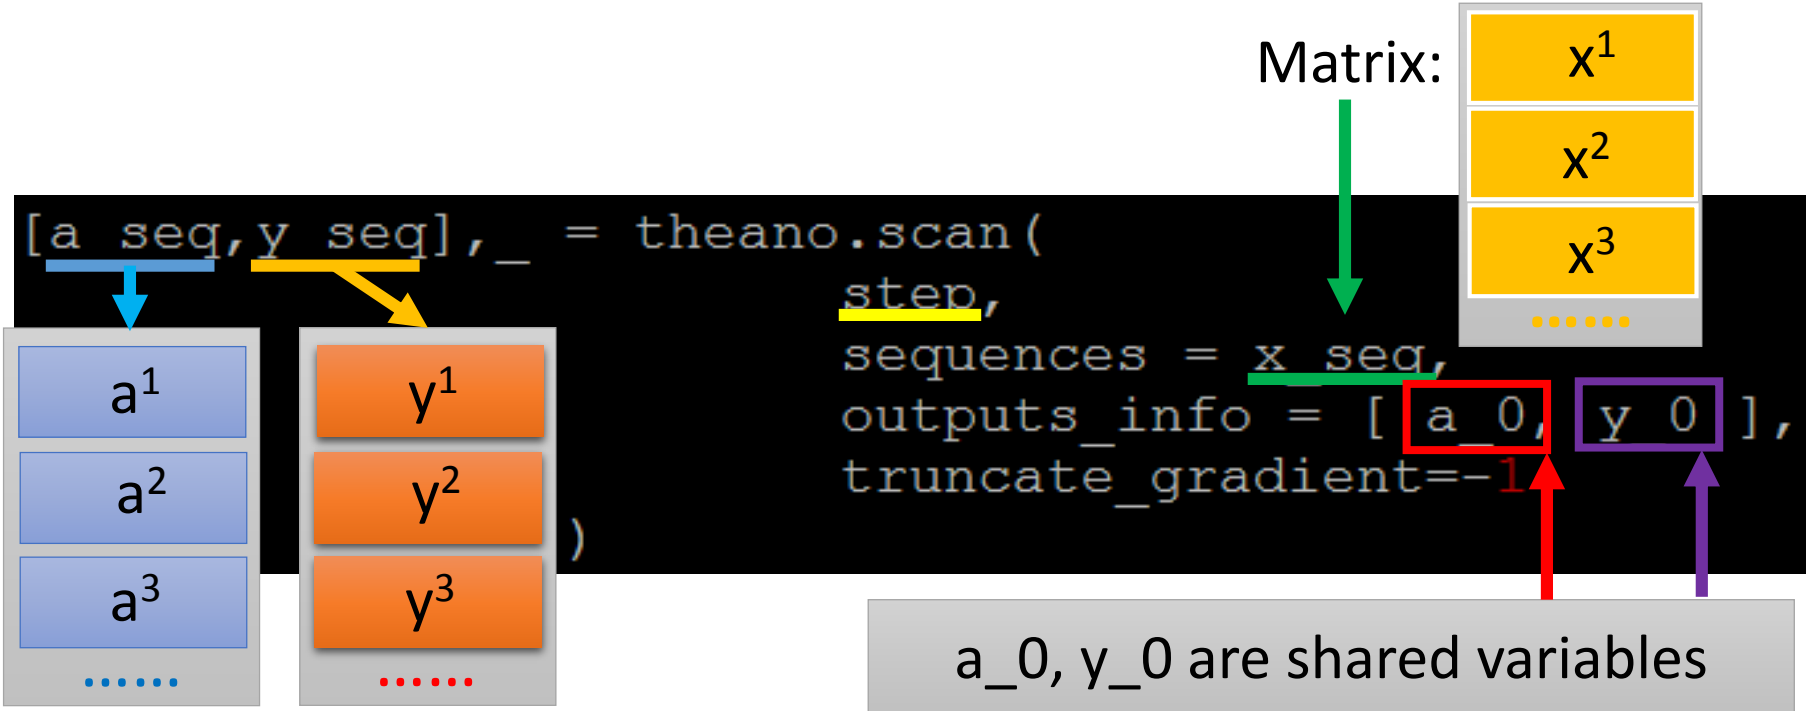 Matrix:
x¹
x²
x³
......
[a_seq,y_seq],_ = theano.scan(
step,
sequences = x_seq,
outputs_info = [ a_0, y_0 ],
truncate_gradient=-1
)
a¹
a²
a³
......
y¹
y²
y³
......
a_0, y_0 are shared variables